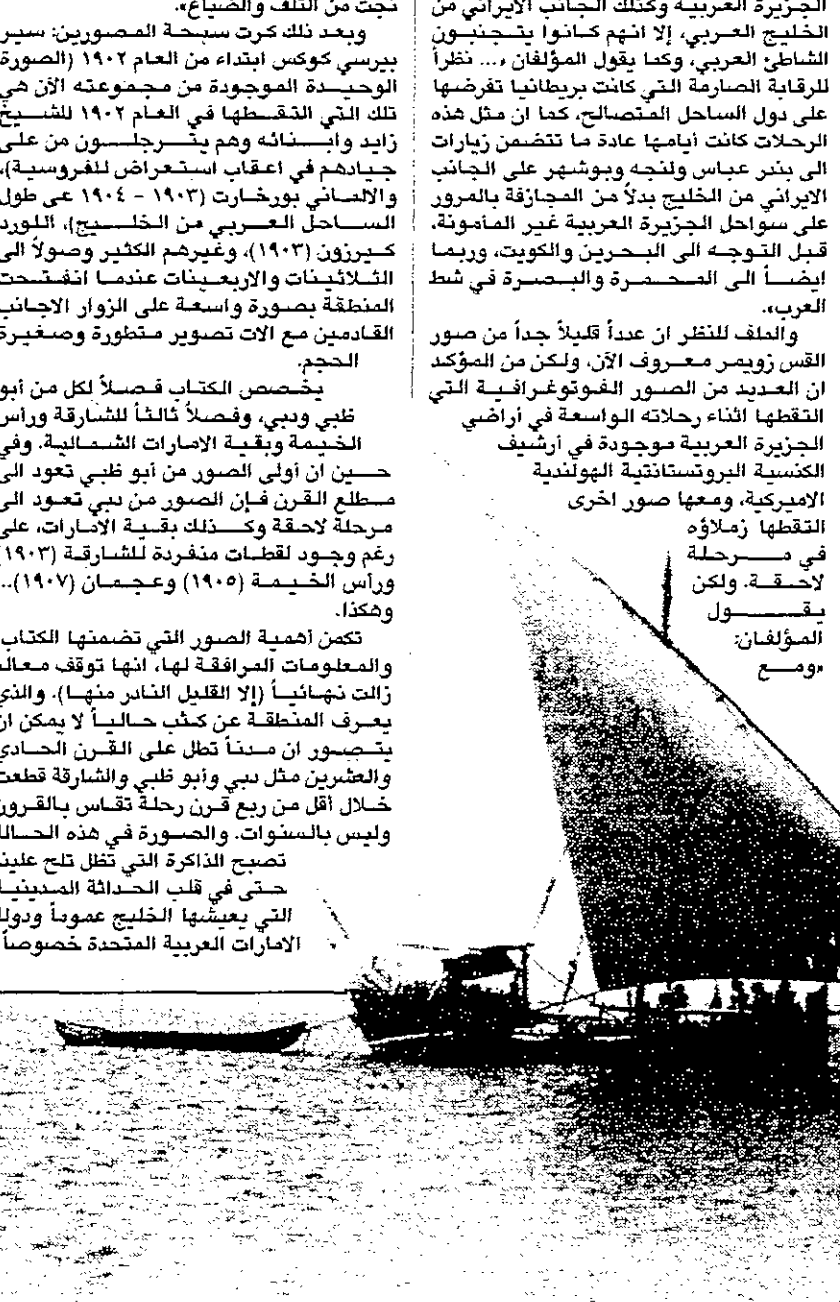 الجزيرة العربية وكذلك الجانب الايراني من
الخليج العربي، إلا انهم كانوا يتجنبون
الشاطئ العربي، وكما يقول المؤلفان «... نظراً
للرقابة الصارمة التي كانت بريطانيا تفرضها
على دول الساحل المتصالح، كما ان مثل هذه
الرحلات كانت أيامها عادة ما تتضمن زيارات
الى بندر عباس ولنجه وبوشهر على الجانب
الايراني من الخليج بدلاً من المجازفة بالمرور
على سواحل الجزيرة العربية غير المأمونة،
قبل التوجه الى البحرين والكويت، وربما
ايضاً الى المحمرة والبصرة في شط
العرب».
والملف للنظر ان عدداً قليلاً جداً من صور
القس زويمر معروف الآن، ولكن من المؤكد
ان العديد من الصور الفوتوغرافية التي
التقطها اثناء رحلاته الواسعة في أراضي
الجزيرة العربية موجودة في أرشيف
الكنسية البروتستانتية الهولندية
الاميركية، ومعها صور اخرى
التقطها زملاؤه
في مرحلة
لاحقة. ولكن
يقول
المؤلفان:
«ومع
نجت من التلف والضياع».
وبعد ذلك كرت سبحة المصورين: سير
بيرسي كوكس ابتداء من العام ١٩٠٢ (الصورة
الوحيدة الموجودة من مجموعته الآن هي
تلك التي التقطها في العام ١٩٠٢ للشيخ
زايد وأبنائه وهم يترجلون من على
جيادهم في اعقاب استعراض للفروسية)،
والالماني بورخارت (١٩٠٣ - ١٩٠٤ عى طول
الساحل العربي من الخليج)، اللورد
كيرزون (١٩٠٣)، وغيرهم الكثير وصولاً الى
الثلاثينات والاربعينات عندما انفتحت
المنطقة بصورة واسعة على الزوار الاجانب
القادمين مع الات تصوير متطورة وصغيرة
الحجم.
يخصص الكتاب فصلاً لكل من أبو
ظبي ودبي، وفصلاً ثالثاً للشارقة ورأس
الخيمة وبقية الامارات الشمالية. وفي
حين ان أولى الصور من أبو ظبي تعود الى
مطلع القرن فإن الصور من دبي تعود الى
مرحلة لاحقة وكذلك بقية الامارات، على
رغم وجود لقطات منفردة للشارقة (١٩٠٣)
ورأس الخيمة (١٩٠٥) وعجمان (١٩٠٧)..
وهكذا.
تكمن أهمية الصور التي تضمنها الكتاب،
والمعلومات المرافقة لها، انها توقف
زالت نهائياً (إلا القليل النادر منها). والذي
يعرف المنطقة عن كثب حالياً لا يمكن ان
يتصور ان مدناً تطل على القرن الحادي
والعشرين مثل دبي وأبو ظبي والشارقة قطعت
خلال أقل من ربع قرن رحلة تقاس بالقرون
وليس بالسنوات. والصورة في هذه
تصبح الذاكرة التي تظل تلح
حتى في قلب الحداثة
التي يعيشها الخليج عموماً
الامارات العربية المتحدة خصوصاً